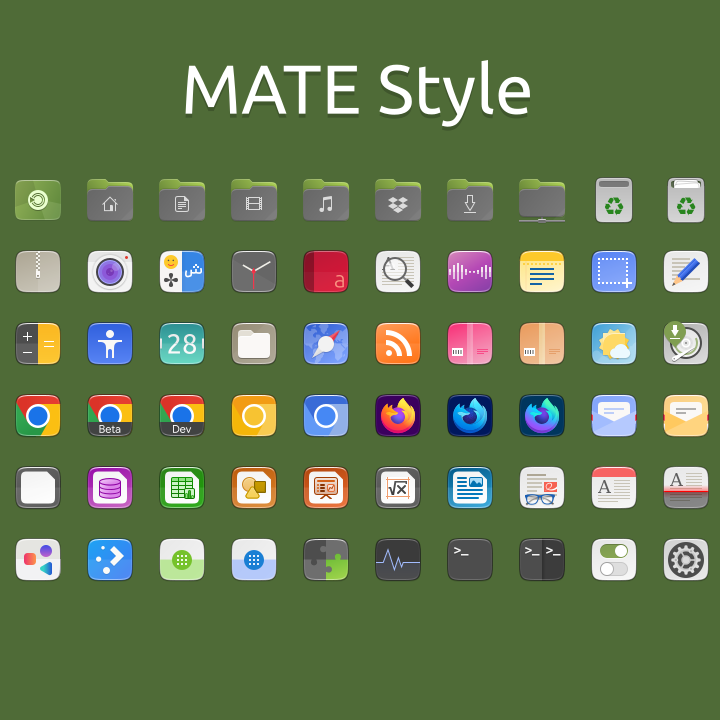 MATE Style
ش
a
+ − =
28
Beta
Dev
√x
A
A
>_
>_ >_